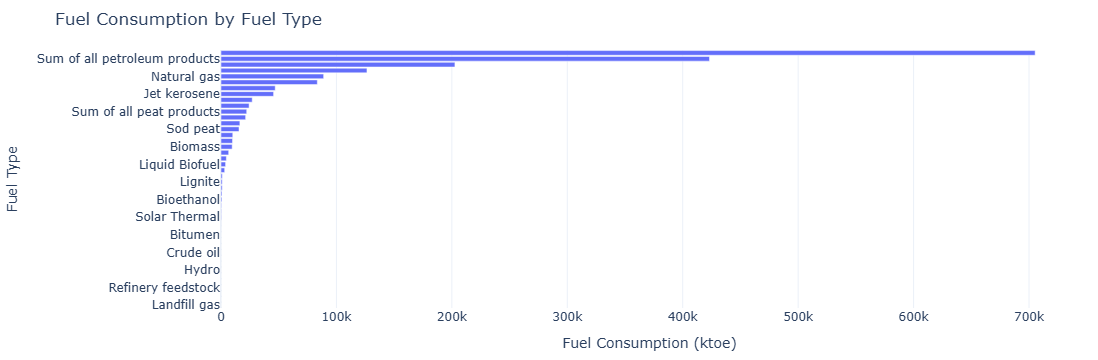 Fuel Consumption by Fuel Type
Sum of all petroleum products
Natural gas
Jet kerosene
Sum of all peat products
Sod peat
Biomass
Liquid Biofuel
Lignite
Bioethanol
Solar Thermal
Bitumen
Crude oil
Hydro
Refinery feedstock
Landfill gas
Fuel Type
0 100k 200k 300k 400k 500k 600k 700k
Fuel Consumption (ktoe)